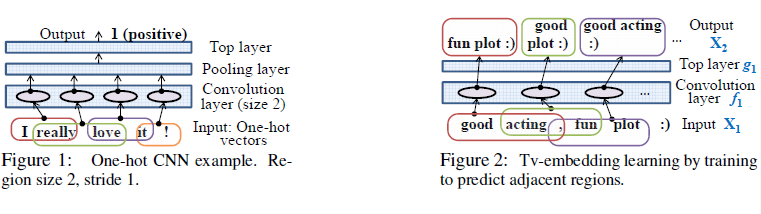 Output 1 (positive)
Top layer
Pooling layer
Convolution
layer (size 2)
I really love it !
Input: One-hot
vectors
Figure 1: One-hot CNN example. Re-
gion size 2, stride 1.
good good acting Output
fun plot :) plot :) :) ... X2
Top layer g1
Convolution
... layer f1
good acting , fun plot :) Input X1
Figure 2: Tv-embedding learning by training
to predict adjacent regions.